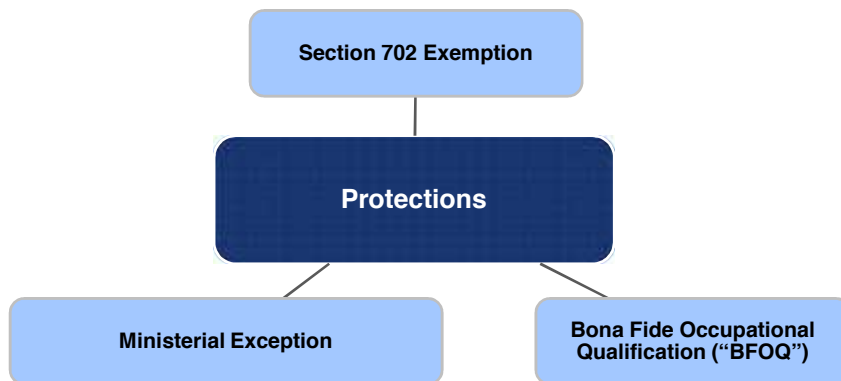 Section 702 Exemption
Protections
Ministerial Exception
Bona Fide Occupational
Qualification (“BFOQ”)